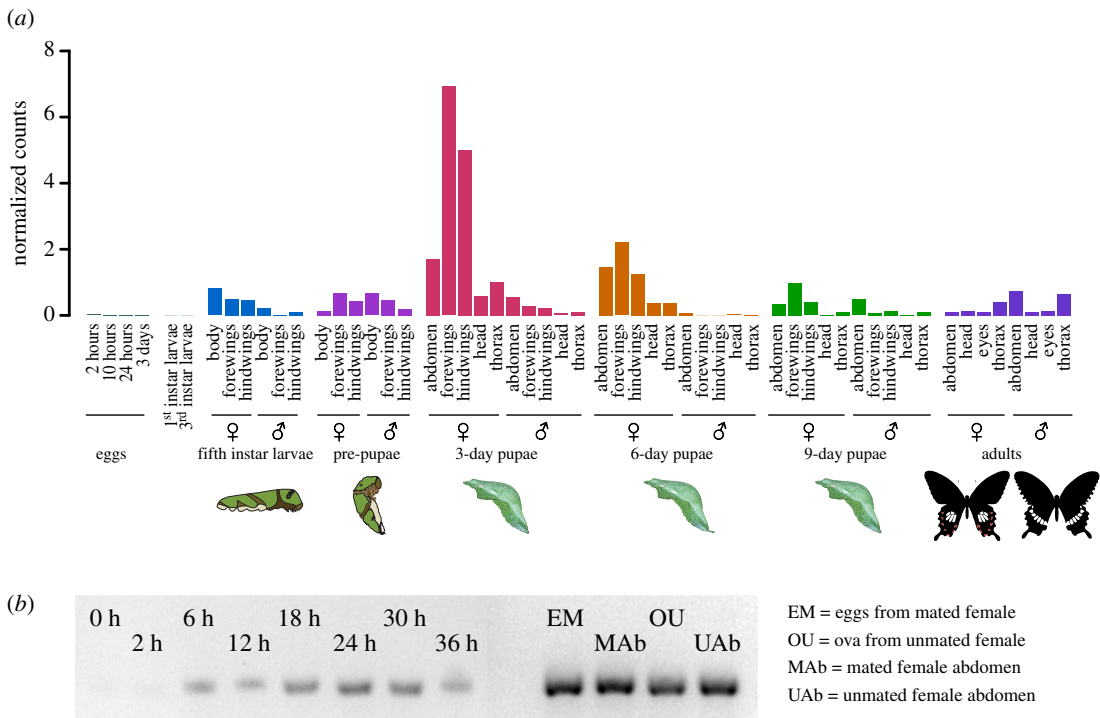 (a)
8
6
4
2
0
normalized counts
2 hours
10 hours
24 hours
3 days
1st instar larvae
3rd instar larvae
body
forewings
hindwings
body
forewings
hindwings
body
forewings
hindwings
body
forewings
hindwings
abdomen
forewings
hindwings
head
thorax
abdomen
forewings
hindwings
head
thorax
abdomen
forewings
hindwings
head
thorax
abdomen
forewings
hindwings
head
thorax
abdomen
forewings
hindwings
head
thorax
abdomen
forewings
hindwings
head
thorax
abdomen
head
eyes
thorax
abdomen
head
eyes
thorax
♀ ♂ ♀ ♂ ♀ ♂ ♀ ♂ ♀ ♂ ♀ ♂
eggs fifth instar larvae pre-pupae 3-day pupae 6-day pupae 9-day pupae adults
(b)
0 h 6 h 18 h 30 h EM OU
2 h 12 h 24 h 36 h MAb UAb
EM = eggs from mated female
OU = ova from unmated female
MAb = mated female abdomen
UAb = unmated female abdomen